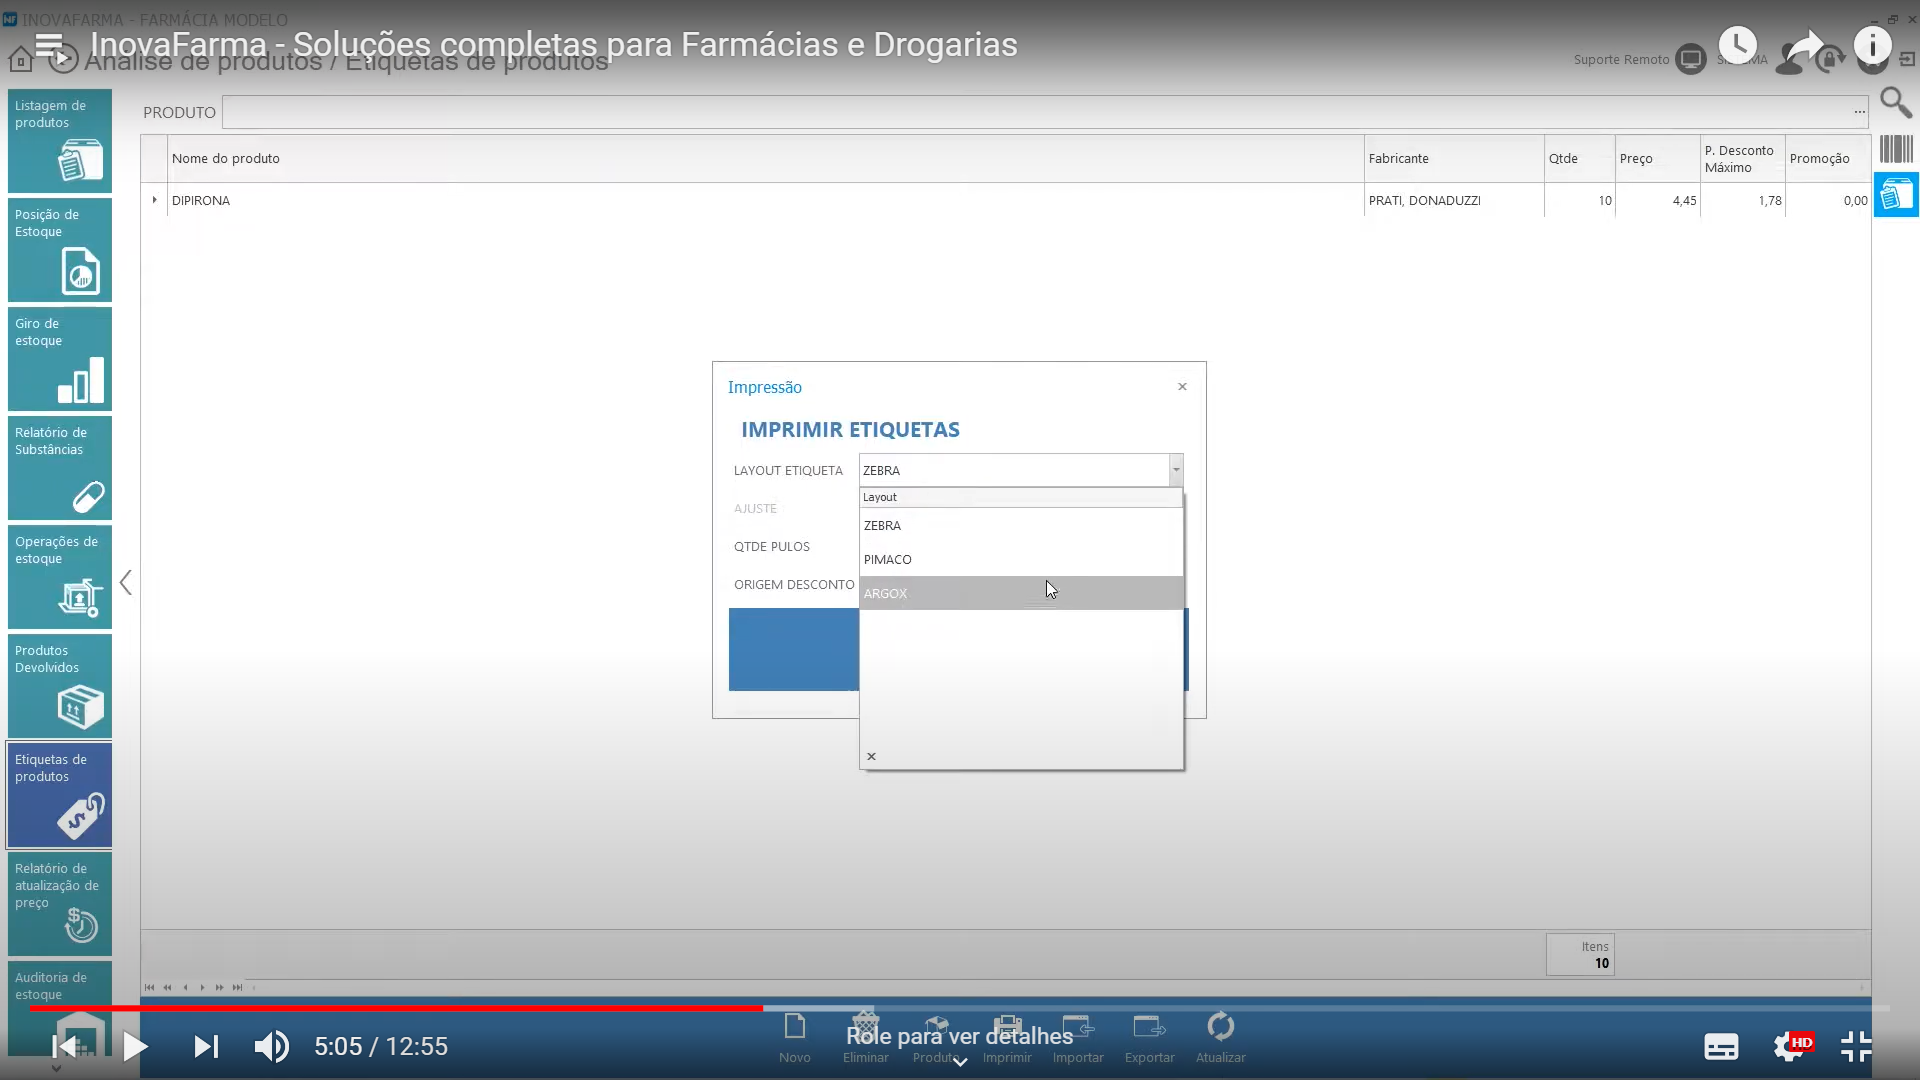 INOVAFARMA - FARMÁCIA MODELO
InovaFarma - Soluções completas para Farmácias e Drogarias
Análise de produtos / Etiquetas de produtos
Suporte Remoto
Listagem de
produtos
Posição de
Estoque
Giro de
estoque
Relatório de
Substâncias
Operações de
estoque
Produtos
Devolvidos
Etiquetas de
produtos
Relatório de
atualização de
preço
Auditoria de
estoque
PRODUTO
...
Nome do produto
Fabricante
Qtde
Preço
P. Desconto
Máximo
Promoção
DIPIRONA
PRATI, DONADUZZI
10
4,45
1,78
0,00
Impressão
IMPRIMIR ETIQUETAS
LAYOUT ETIQUETA
ZEBRA
AJUSTE
QTDE PULOS
ORIGEM DESCONTO
Layout
ZEBRA
PIMACO
ARGOX
Itens
10
5:05 / 12:55
Role para ver detalhes
Novo
Eliminar
Produto
Imprimir
Importar
Exportar
Atualizar
HD